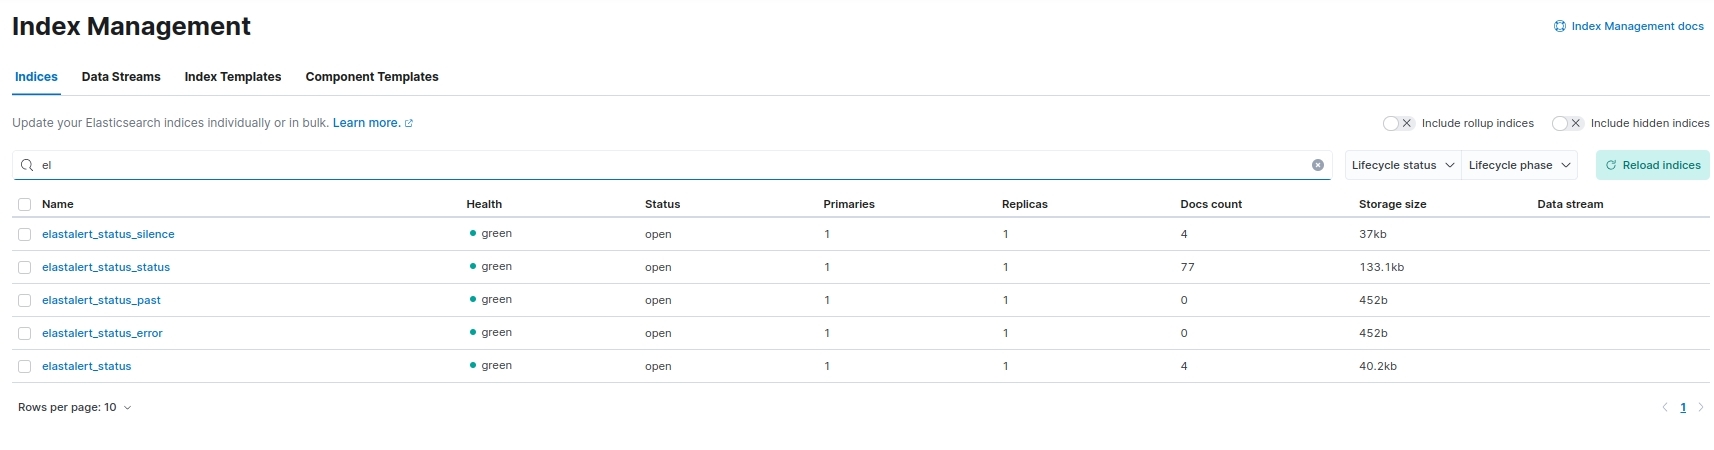 Index Management
Index Management docs
Indices Data Streams Index Templates Component Templates
Update your Elasticsearch indices individually or in bulk. Learn more.
Include rollup indices Include hidden indices
el
Lifecycle status Lifecycle phase Reload indices
Name Health Status Primaries Replicas Docs count Storage size Data stream
elastalert_status_silence green open 1 1 4 37kb
elastalert_status_status green open 1 1 77 133.1kb
elastalert_status_past green open 1 1 0 452b
elastalert_status_error green open 1 1 0 452b
elastalert_status green open 1 1 4 40.2kb
Rows per page: 10
1